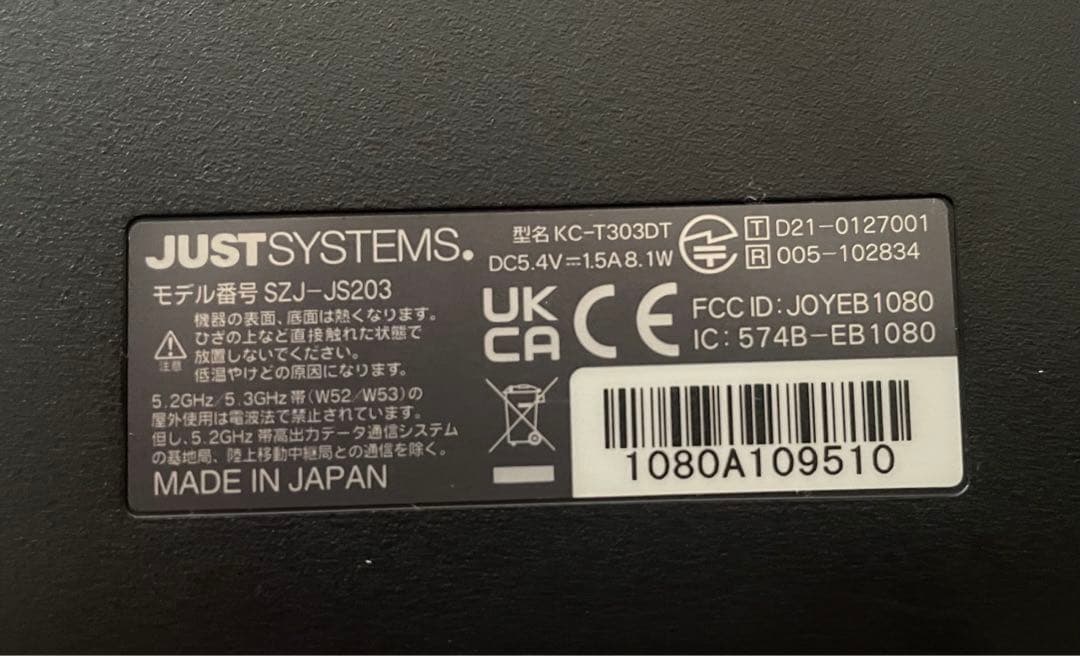 JUSTSYSTEMS.
型名 KC-T303DT
DC5.4V⎓1.5A 8.1W
T D21-0127001
R 005-102834
モデル番号 SZJ-JS203
注意
機器の表面、底面は熱くなります。
ひざの上など直接触れた状態で
放置しないでください。
低温やけどの原因になります。
5.2GHz/5.3GHz帯(W52/W53)の
屋外使用は電波法で禁止されています。
但し、5.2GHz帯高出力データ通信システム
の基地局、陸上移動中継局との通信を除く。
MADE IN JAPAN
UK
CA
CE
FCC ID: JOYEB1080
IC: 574B-EB1080
1080A109510